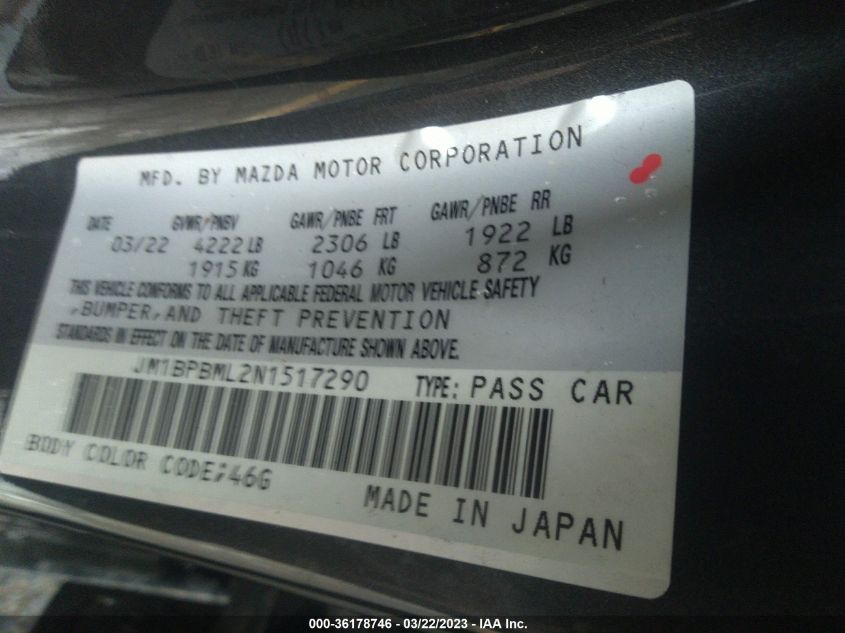 MFD. BY MAZDA MOTOR CORPORATION
DATE GVWR/PNBV GAWR/PNBE FRT GAWR/PNBE RR
03/22 4222 LB 2306 LB 1922 LB
1915 KG 1046 KG 872 KG
THIS VEHICLE CONFORMS TO ALL APPLICABLE FEDERAL MOTOR VEHICLE SAFETY
,BUMPER,AND THEFT PREVENTION
STANDARDS IN EFFECT ON THE DATE OF MANUFACTURE SHOWN ABOVE.
JM1BPBML2N1517290 TYPE: PASS CAR
BODY COLOR CODE:46G
MADE IN JAPAN
000-36178746 - 03/22/2023 - IAA Inc.